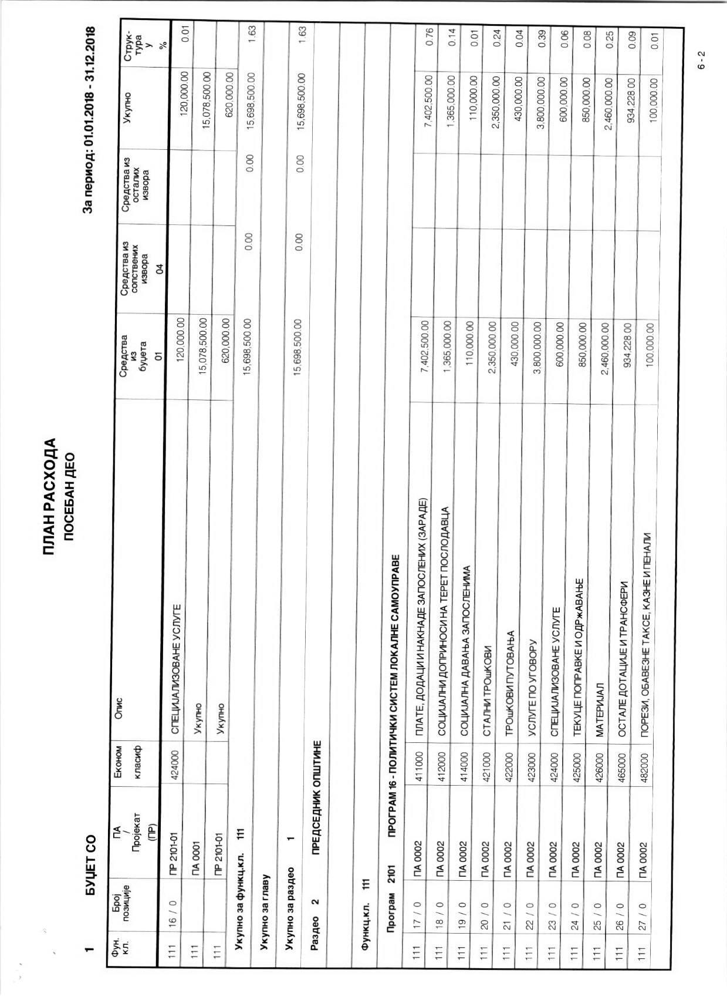 ПЛАН РАСХОДА
ПОСЕБАН ДЕО
1 БУЏЕТ СО За период: 01.01.2018 - 31.12.2018
Фун. кл. Број позиције ПА / Пројекат (ПР) Економ класиф Опис Средства из буџета 01 Средства из сопствених извора 04 Средства из осталих извора Укупно Струк- тура у %
111 16 / 0 ПР 2101-01 424000 СПЕЦИЈАЛИЗОВАНЕ УСЛУГЕ 120,000.00 120,000.00 0.01
111 ПА 0001 Укупно 15,078,500.00 15,078,500.00
111 ПР 2101-01 Укупно 620,000.00 620,000.00
Укупно за функц.кл. 111 15,698,500.00 0.00 0.00 15,698,500.00 1.63
Укупно за главу
Укупно за раздео 1 15,698,500.00 0.00 0.00 15,698,500.00 1.63
Раздео 2 ПРЕДСЕДНИК ОПШТИНЕ
Функц.кл. 111
Програм 2101 ПРОГРАМ 16 - ПОЛИТИЧКИ СИСТЕМ ЛОКАЛНЕ САМОУПРАВЕ
111 17 / 0 ПА 0002 411000 ПЛАТЕ, ДОДАЦИ И НАКНАДЕ ЗАПОСЛЕНИХ (ЗАРАДЕ) 7,402,500.00 7,402,500.00 0.76
111 18 / 0 ПА 0002 412000 СОЦИЈАЛНИ ДОПРИНОСИ НА ТЕРЕТ ПОСЛОДАВЦА 1,365,000.00 1,365,000.00 0.14
111 19 / 0 ПА 0002 414000 СОЦИЈАЛНА ДАВАЊА ЗАПОСЛЕНИМА 110,000.00 110,000.00 0.01
111 20 / 0 ПА 0002 421000 СТАЛНИ ТРОшКОВИ 2,350,000.00 2,350,000.00 0.24
111 21 / 0 ПА 0002 422000 ТРОшКОВИ ПУТОВАЊА 430,000.00 430,000.00 0.04
111 22 / 0 ПА 0002 423000 УСЛУГЕ ПО УГОВОРУ 3,800,000.00 3,800,000.00 0.39
111 23 / 0 ПА 0002 424000 СПЕЦИЈАЛИЗОВАНЕ УСЛУГЕ 600,000.00 600,000.00 0.06
111 24 / 0 ПА 0002 425000 ТЕКУЦЕ ПОПРАВКЕ И ОДРжАВАЊЕ 850,000.00 850,000.00 0.08
111 25 / 0 ПА 0002 426000 МАТЕРИЈАЛ 2,460,000.00 2,460,000.00 0.25
111 26 / 0 ПА 0002 465000 ОСТАЛЕ ДОТАЦИЈЕ И ТРАНСФЕРИ 934,228.00 934,228.00 0.09
111 27 / 0 ПА 0002 482000 ПОРЕЗИ, ОБАВЕЗНЕ ТАКСЕ, КАЗНЕ И ПЕНАЛИ 100,000.00 100,000.00 0.01
6 - 2